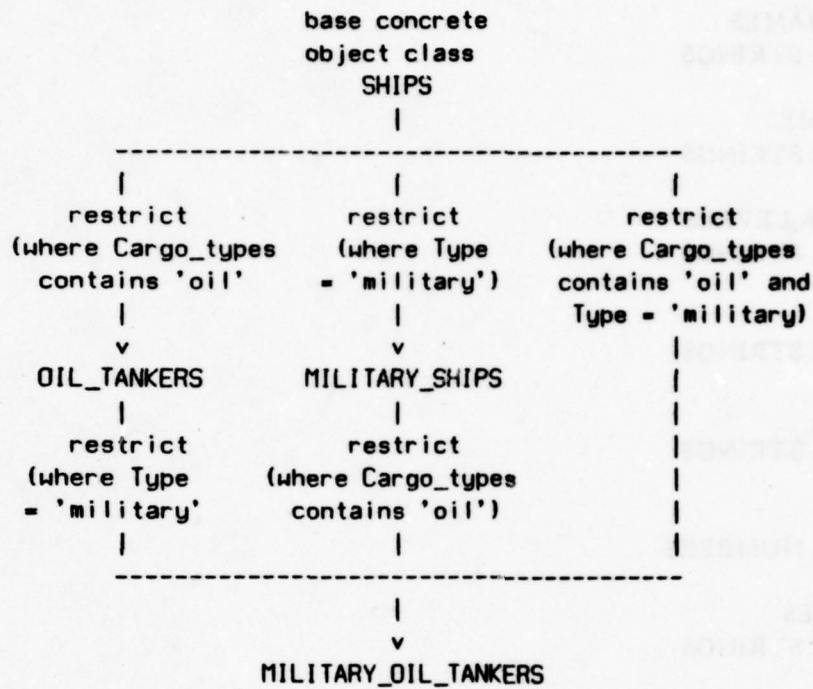 base concrete
object class
SHIPS
restrict restrict restrict
(where Cargo_types (where Type (where Cargo_types
contains 'oil' = 'military') contains 'oil' and
Type = 'military)
OIL_TANKERS MILITARY_SHIPS
restrict restrict
(where Type (where Cargo_types
= 'military' contains 'oil')
MILITARY_OIL_TANKERS